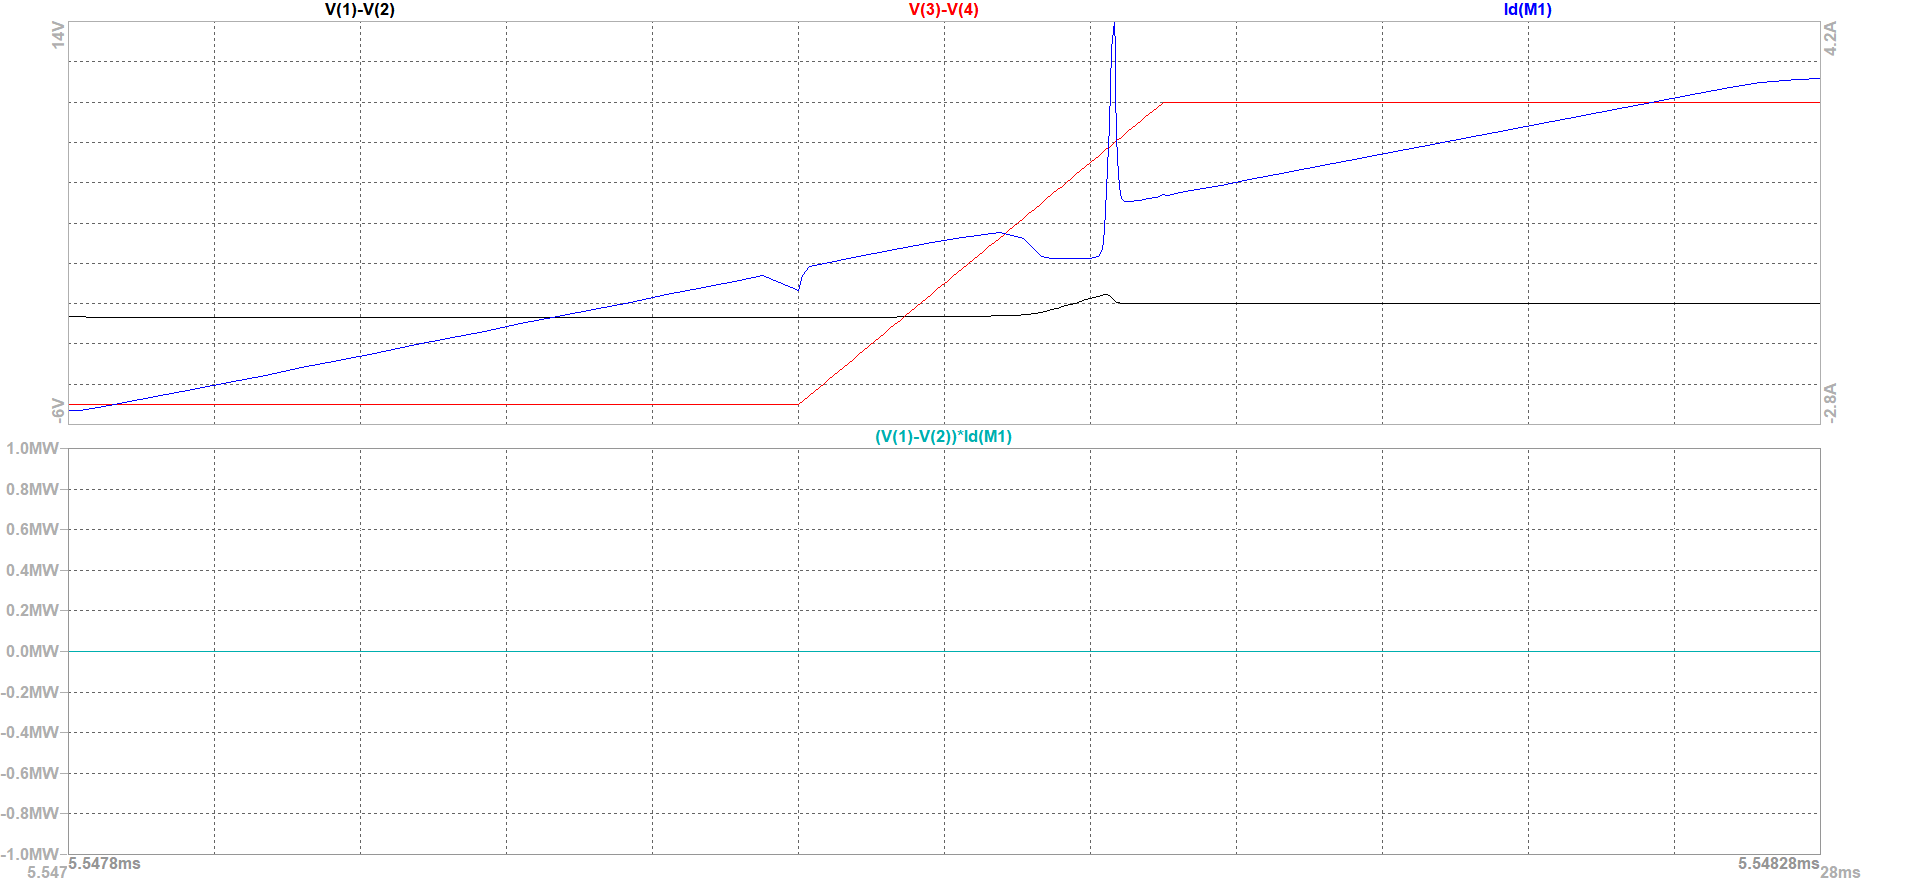 V(1)-V(2) V(3)-V(4) Id(M1)
14V 4.2A
-6V -2.8A
(V(1)-V(2))*Id(M1)
1.0MW
0.8MW
0.6MW
0.4MW
0.2MW
0.0MW
-0.2MW
-0.4MW
-0.6MW
-0.8MW
-1.0MW
5.5478ms 5.54828ms
5.547 28ms